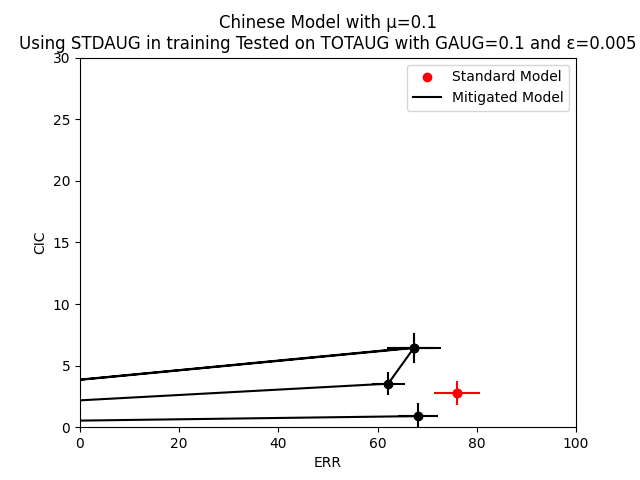 Chinese Model with μ=0.1
Using STDAUG in training Tested on TOTAUG with GAUG=0.1 and ε=0.005
Standard Model
Mitigated Model
30
25
20
15
10
5
0
CIC
0 20 40 60 80 100
ERR